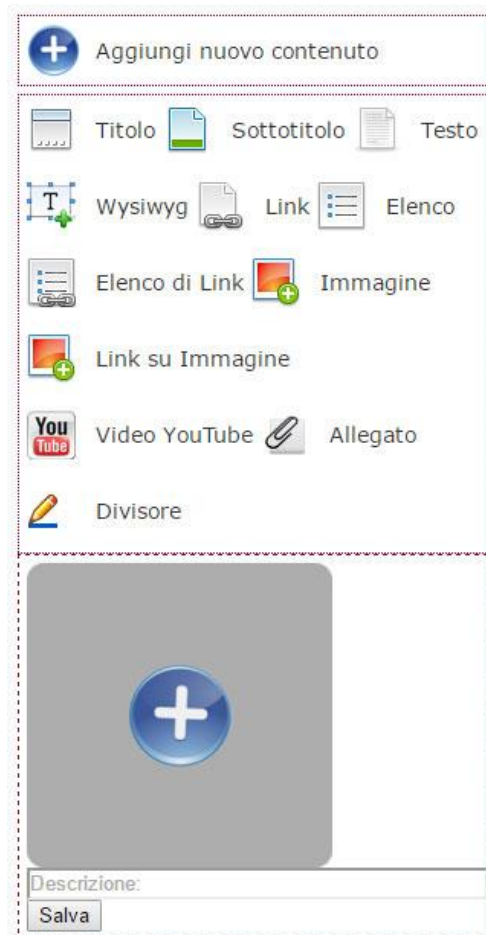 Aggiungi nuovo contenuto
Titolo Sottotitolo Testo
T
Wysiwyg Link Elenco
Elenco di Link Immagine
Link su Immagine
You
Tube
Video YouTube Allegato
Divisore
Descrizione:
Salva